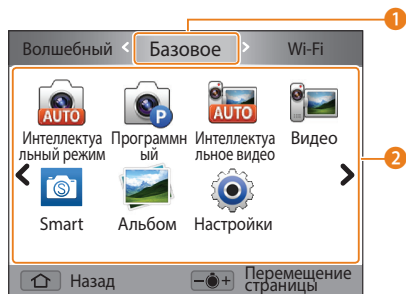 1
Волшебный < Базовое > Wi-Fi
AUTO P AUTO
Интеллектуа Программн Интеллектуа Видео
льный режим ый льное видео
2
S
Smart Альбом Настройки
Назад Перемещение
страницы